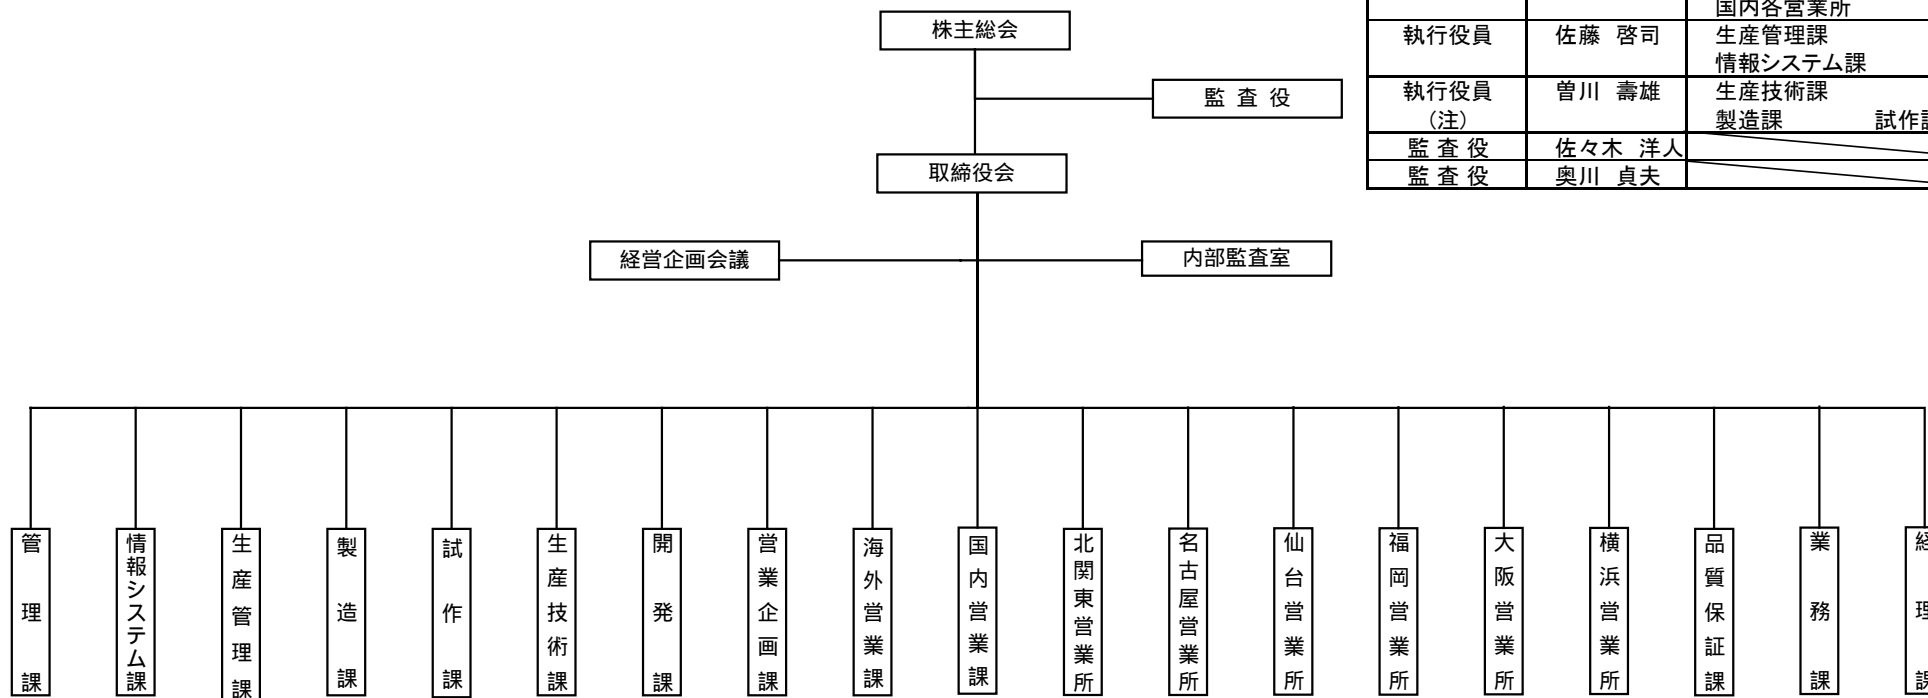 株主総会
監 査 役
取締役会
経営企画会議
内部監査室
国内各営業所
執行役員 佐藤 啓司 生産管理課
情報システム課
執行役員 曽川 壽雄 生産技術課
（注） 製造課 試作課
監 査 役 佐々木 洋人
監 査 役 奥川 貞夫
管理課
情報システム課
生産管理課
製造課
試作課
生産技術課
開発課
営業企画課
海外営業課
国内営業課
北関東営業所
名古屋営業所
仙台営業所
福岡営業所
大阪営業所
横浜営業所
品質保証課
業務課
経理課